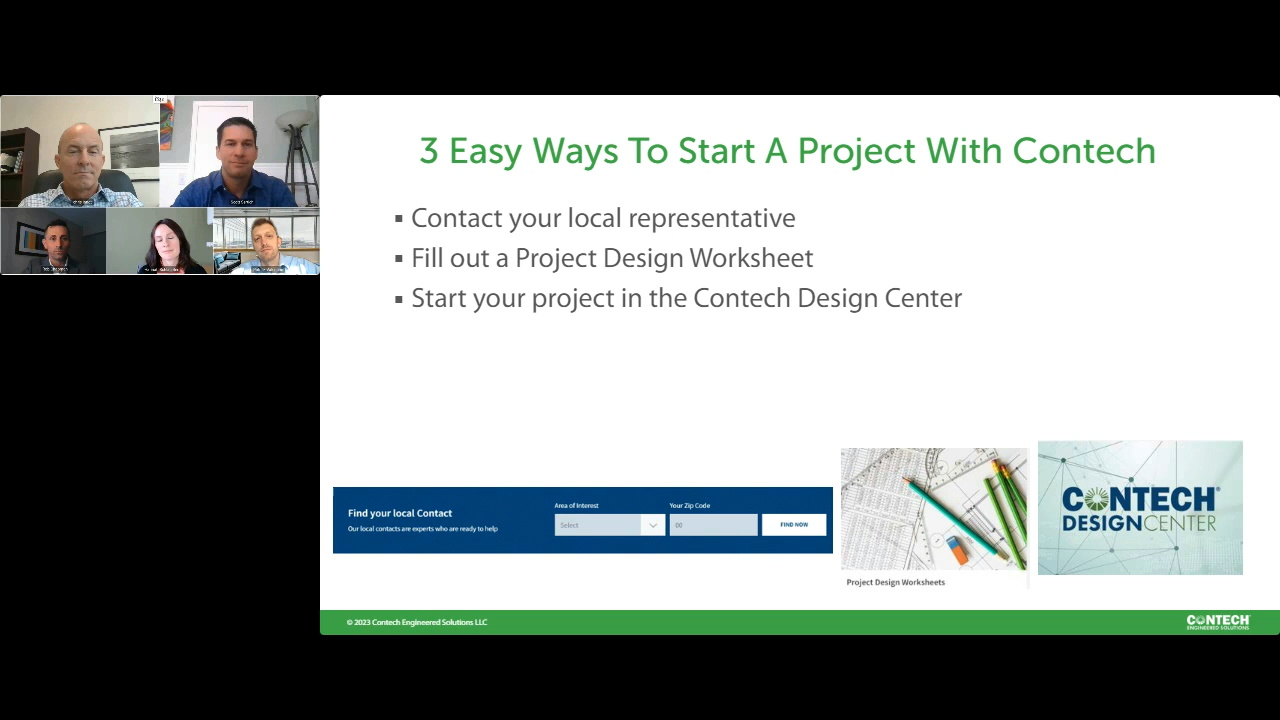 3 Easy Ways To Start A Project With Contech
▪ Contact your local representative
▪ Fill out a Project Design Worksheet
▪ Start your project in the Contech Design Center
Find your local Contact
Our local contacts are experts who are ready to help
Area of Interest
Select
Your Zip Code
00
FIND NOW
Project Design Worksheets
CONTECH®
DESIGNCENTER
© 2023 Contech Engineered Solutions LLC
CONTECH®
ENGINEERED SOLUTIONS